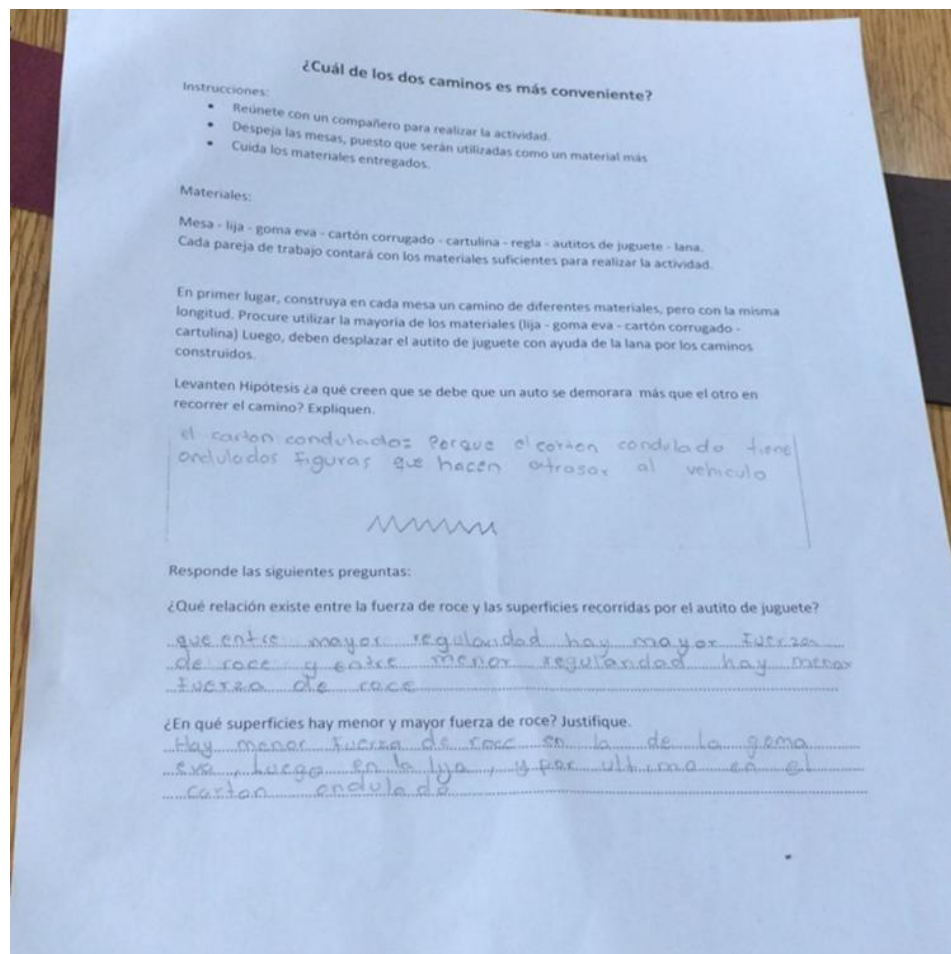 ¿Cuál de los dos caminos es más conveniente?
Instrucciones:
• Reúnete con un compañero para realizar la actividad.
• Despeja las mesas, puesto que serán utilizadas como un material más
• Cuida los materiales entregados.
Materiales:
Mesa - lija - goma eva - cartón corrugado - cartulina - regla - autitos de juguete - lana.
Cada pareja de trabajo contará con los materiales suficientes para realizar la actividad.
En primer lugar, construya en cada mesa un camino de diferentes materiales, pero con la misma
longitud. Procure utilizar la mayoría de los materiales (lija - goma eva - cartón corrugado -
cartulina) Luego, deben desplazar el autito de juguete con ayuda de la lana por los caminos
construidos.
Levanten Hipótesis ¿a qué creen que se debe que un auto se demorara más que el otro en
recorrer el camino? Expliquen.
el carton condulado: Porque el corton condulado tiene
ondulados figuras que hacen atrasar al vehiculo
Responde las siguientes preguntas:
¿Qué relación existe entre la fuerza de roce y las superficies recorridas por el autito de juguete?
que entre mayor regularidad hay mayor fuerza
de roce y entre menor regularidad hay menor
fuerza de roce
¿En qué superficies hay menor y mayor fuerza de roce? Justifique.
Hay menor fuerza de roce en la de la goma
eva, Luego en la lija, y por ultimo en el
carton ondulado